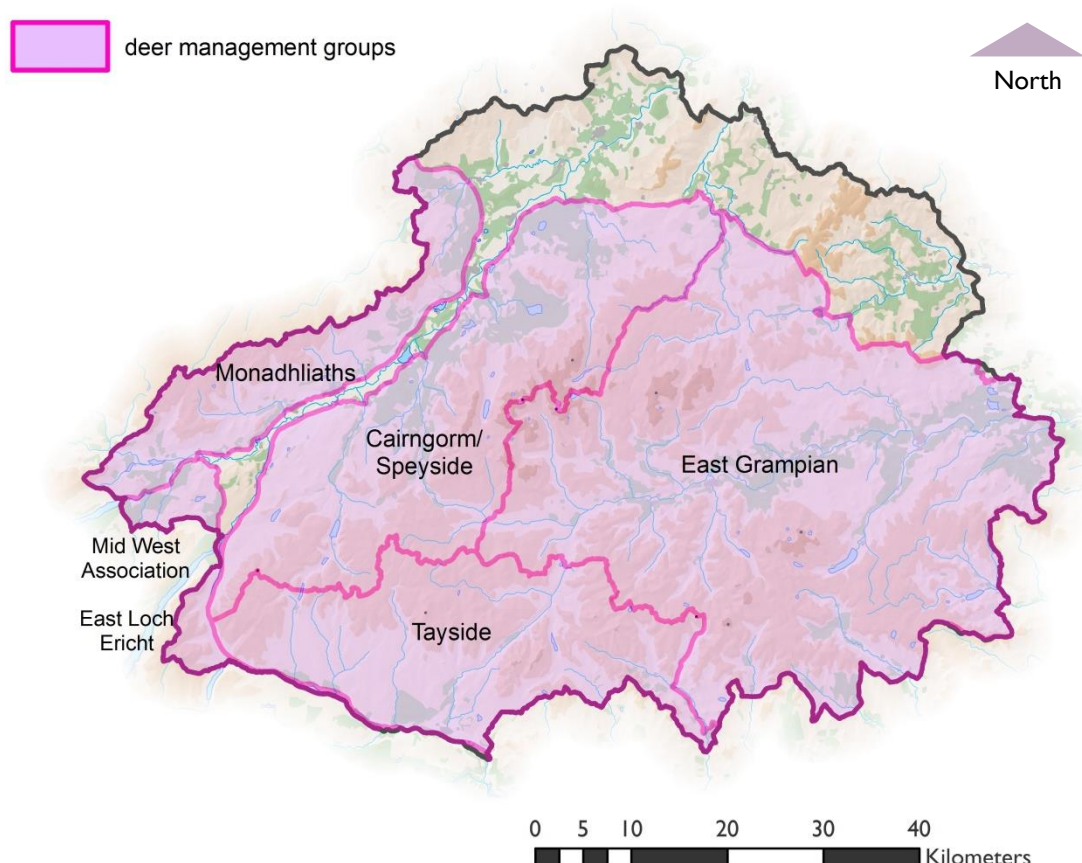 deer management groups
North
Monadhliaths
Cairngorm/
Speyside
East Grampian
Mid West
Association
East Loch
Ericht
Tayside
0 5 10 20 30 40
Kilometers